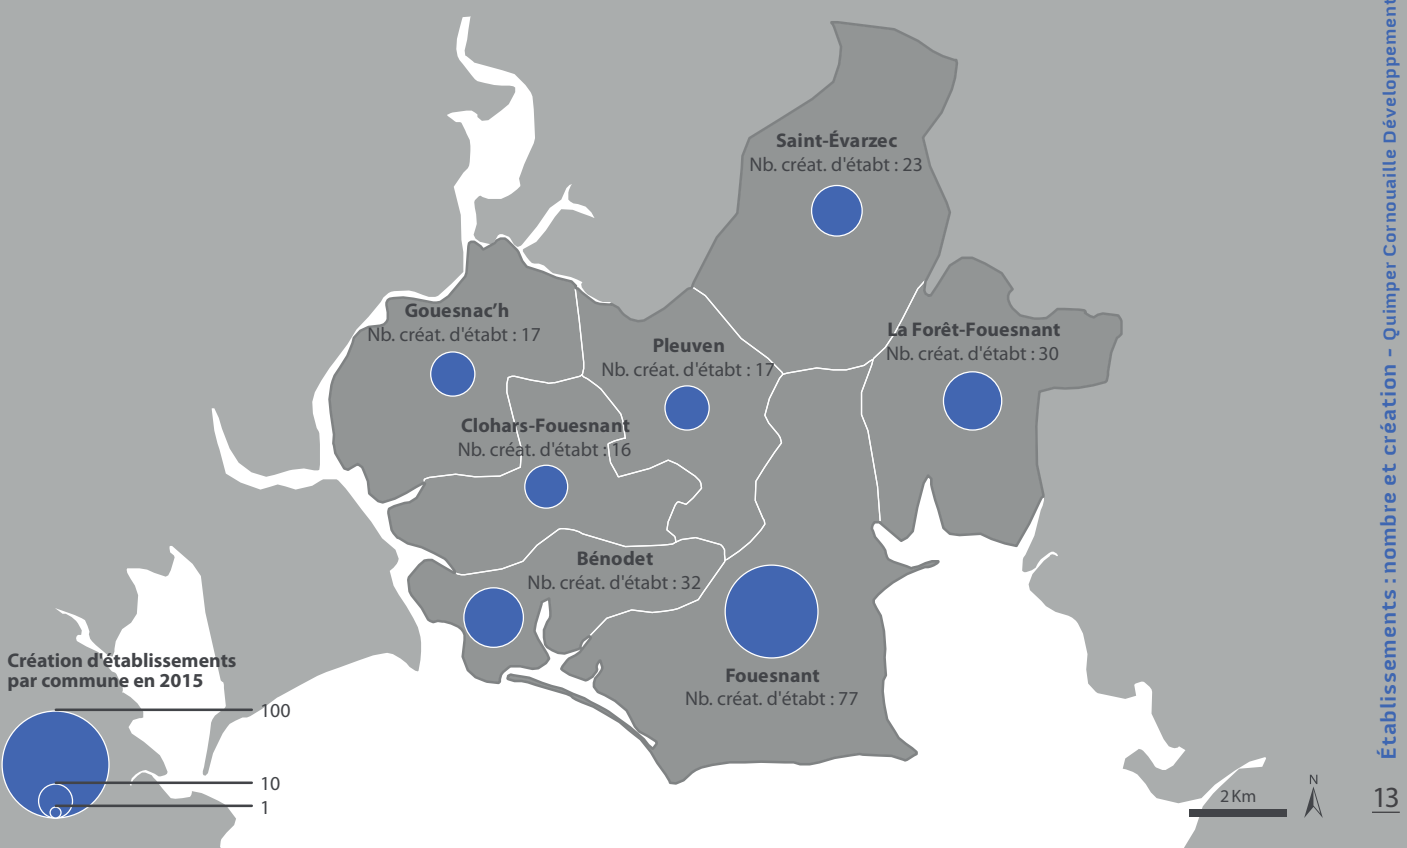 Saint-Évarzec
Nb. créat. d'établt : 23
Gouesnac’h
Nb. créat. d'étabt : 17
Pleuven
Nb. créat. d'étabt : 17
La Forêt-Fouesnant
Nb. créat. d'étabt : 30
Clohars-Fouesnant
Nb. créat. d'étabt : 16
Bénodet
Nb. créat. d'étabt : 32
Fouesnant
Nb. créat. d'étabt : 77
Création d'établissements
par commune en 2015
100
10
1
2 Km
N
Établissements : nombre et création - Quimper Cornouaille Développement
13